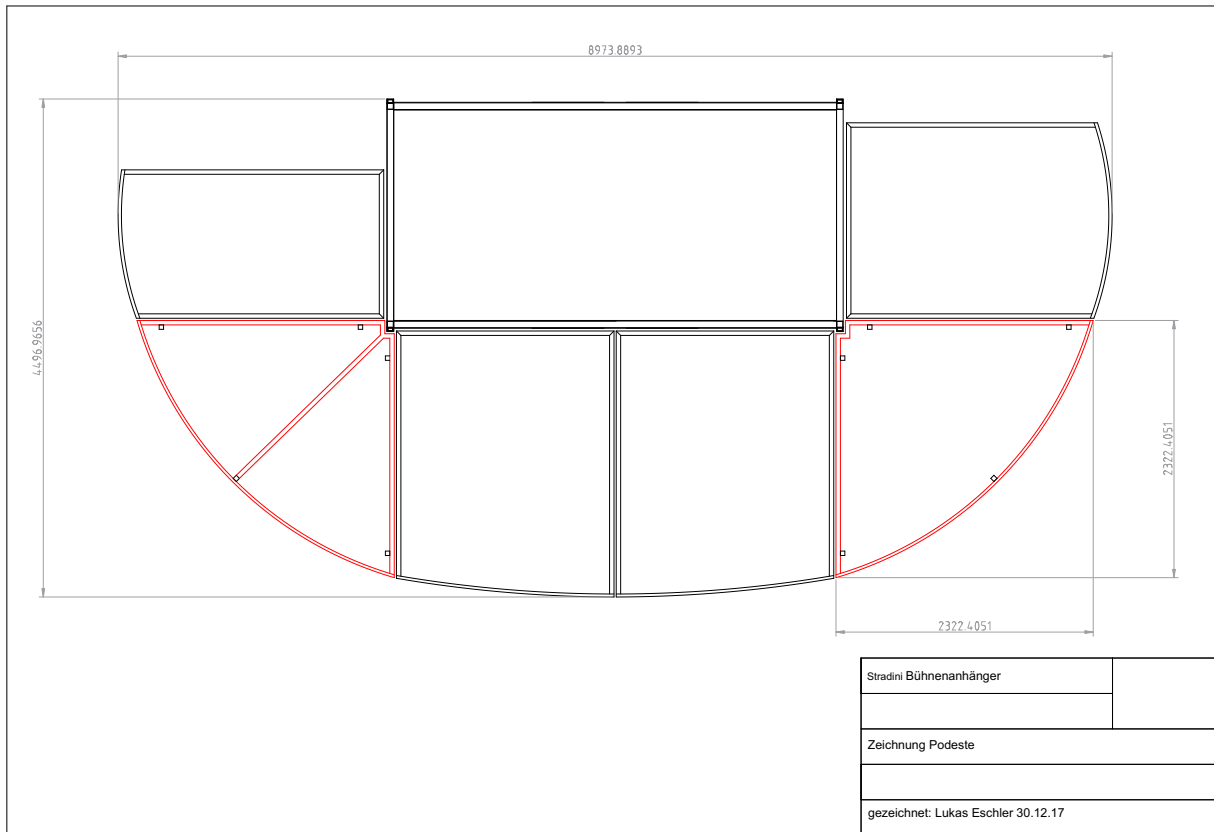 8973.8893
4496.9656
2322.4051
2322.4051
Stradini Bühnenanhänger
Zeichnung Podeste
gezeichnet: Lukas Eschler 30.12.17